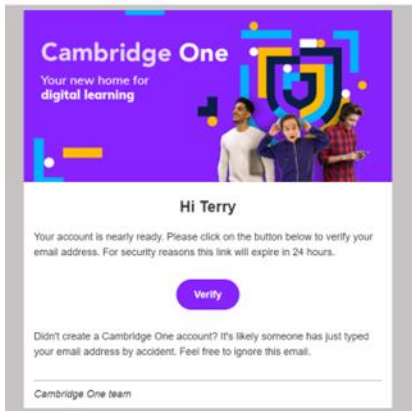 Cambridge One
Your new home for
digital learning
Hi Terry
Your account is nearly ready. Please click on the button below to verify your
email address. For security reasons this link will expire in 24 hours.
Verify
Didn't create a Cambridge One account? It's likely someone has just typed
your email address by accident. Feel free to ignore this email.
Cambridge One team